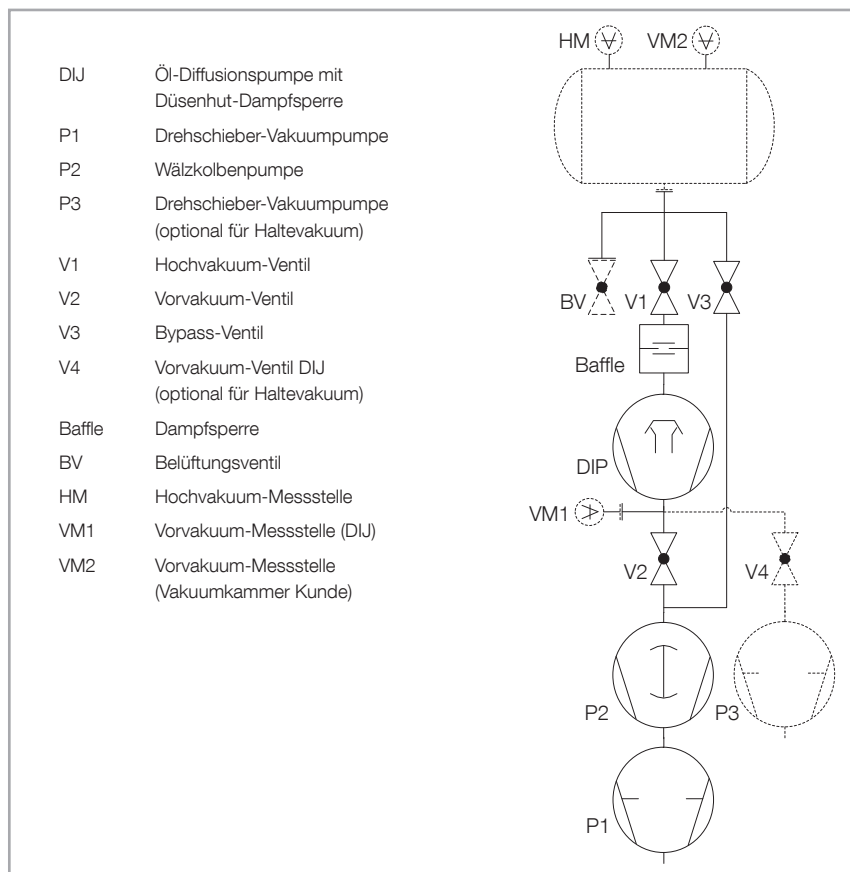 DIJ Öl-Diffusionspumpe mit
Düsenhut-Dampfsperre
P1 Drehschieber-Vakuumpumpe
P2 Wälzkolbenpumpe
P3 Drehschieber-Vakuumpumpe
(optional für Haltevakuum)
V1 Hochvakuum-Ventil
V2 Vorvakuum-Ventil
V3 Bypass-Ventil
V4 Vorvakuum-Ventil DIJ
(optional für Haltevakuum)
Baffle Dampfsperre
BV Belüftungsventil
HM Hochvakuum-Messstelle
VM1 Vorvakuum-Messstelle (DIJ)
VM2 Vorvakuum-Messstelle
(Vakuumkammer Kunde)
HM VM2
BV V1 V3
Baffle
DIP
VM1
V2 V4
P2 P3
P1